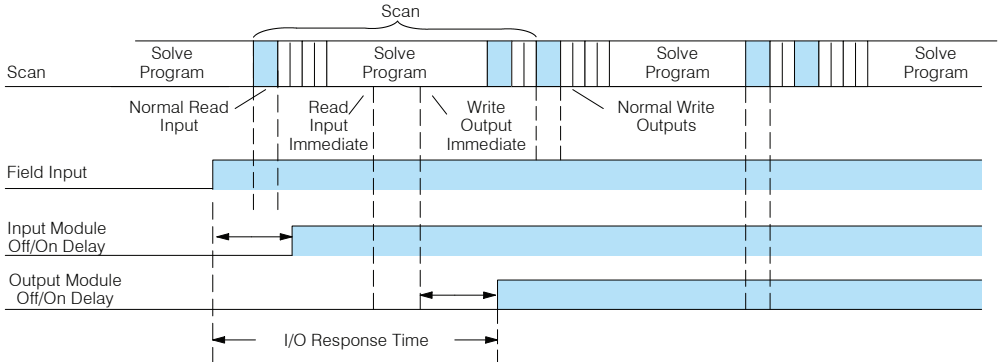 Scan
Scan
Solve
Program
Solve
Program
Solve
Program
Solve
Program
Normal Read
Input
Read
Input
Immediate
Write
Output
Immediate
Normal Write
Outputs
Field Input
Input Module
Off/On Delay
Output Module
Off/On Delay
I/O Response Time